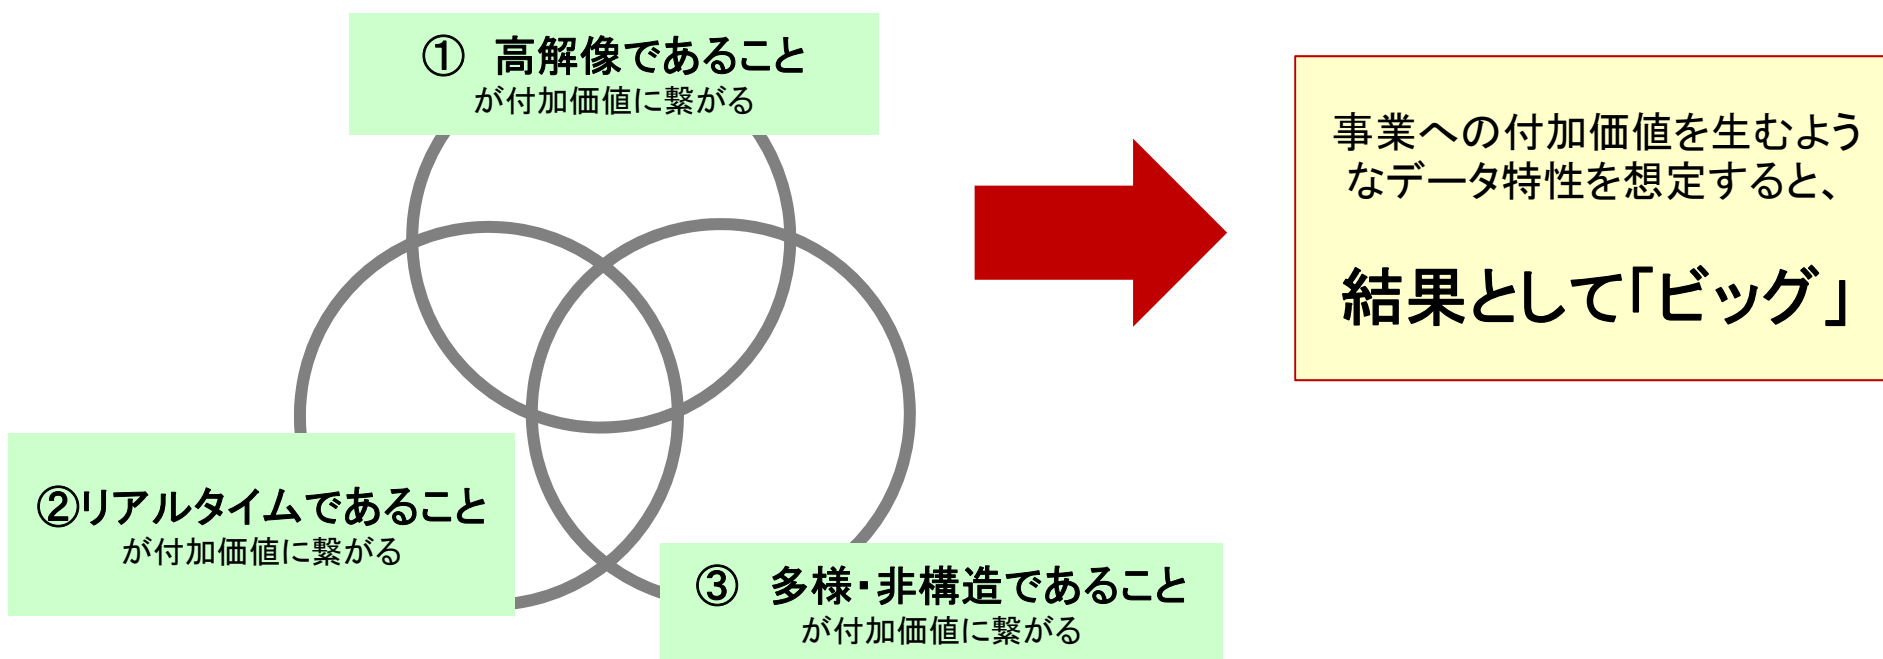 ① 高解像であること
が付加価値に繋がる
事業への付加価値を生むよう
なデータ特性を想定すると、
結果として「ビッグ」
②リアルタイムであること
が付加価値に繋がる
③ 多様・非構造であること
が付加価値に繋がる